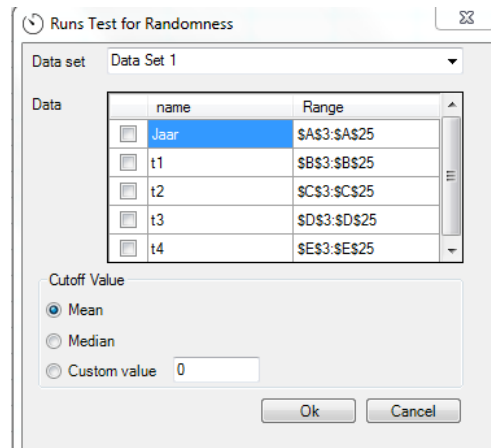 Runs Test for Randomness
Data set Data Set 1
Data name Range
Jaar $A$3:$A$25
t1 $B$3:$B$25
t2 $C$3:$C$25
t3 $D$3:$D$25
t4 $E$3:$E$25
Cutoff Value
Mean
Median
Custom value 0
Ok Cancel